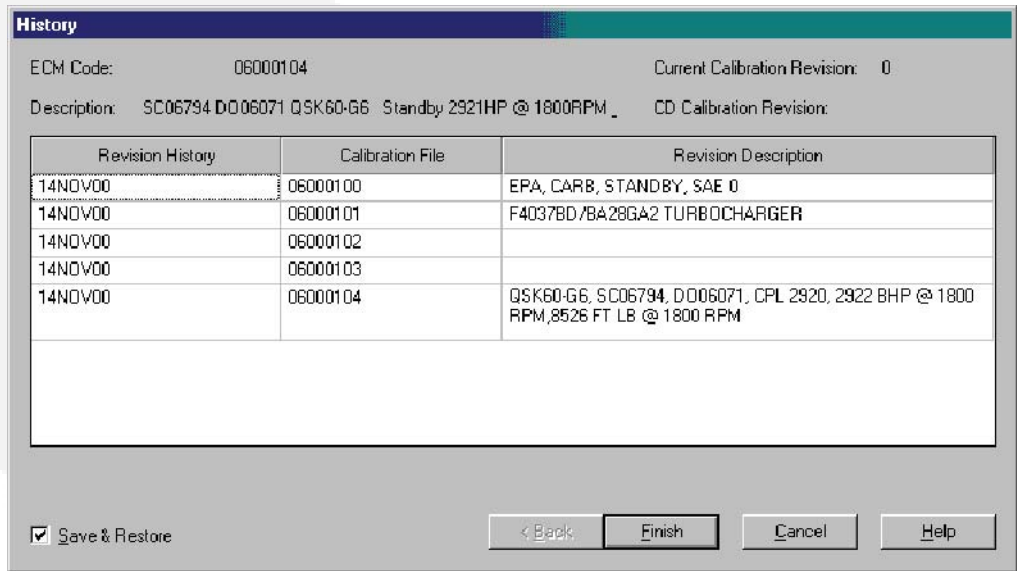 History
ECM Code: 06000104 Current Calibration Revision: 0
Description: SC06794 DO06071 QSK60-G6 Standby 2921HP @ 1800RPM _ CD Calibration Revision:
Revision History Calibration File Revision Description
14NOV00 06000100 EPA, CARB, STANDBY, SAE 0
14NOV00 06000101 F4037BD/BA28GA2 TURBOCHARGER
14NOV00 06000102
14NOV00 06000103
14NOV00 06000104 QSK60-G6, SC06794, DO06071, CPL 2920, 2922 BHP @ 1800
RPM,8526 FT LB @ 1800 RPM
Save & Restore < Back Finish Cancel Help